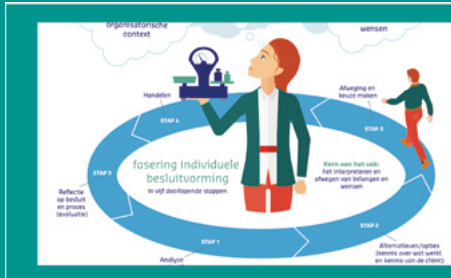 organisatorische
context
wensen
Handelen
Afweging en
keuze maken
STAP 4
STAP 3
fasering individuele
besluitvorming
in vijf doorlopende stappen
Kern van het vak:
het interpreteren en
afwegen van belangen en
wensen
STAP 5
Reflectie
op besluit
en proces
(evaluatie)
STAP 1
STAP 2
Analyse
Alternatieven/opties
(kennis over wat werkt
en kennis van de cliënt)